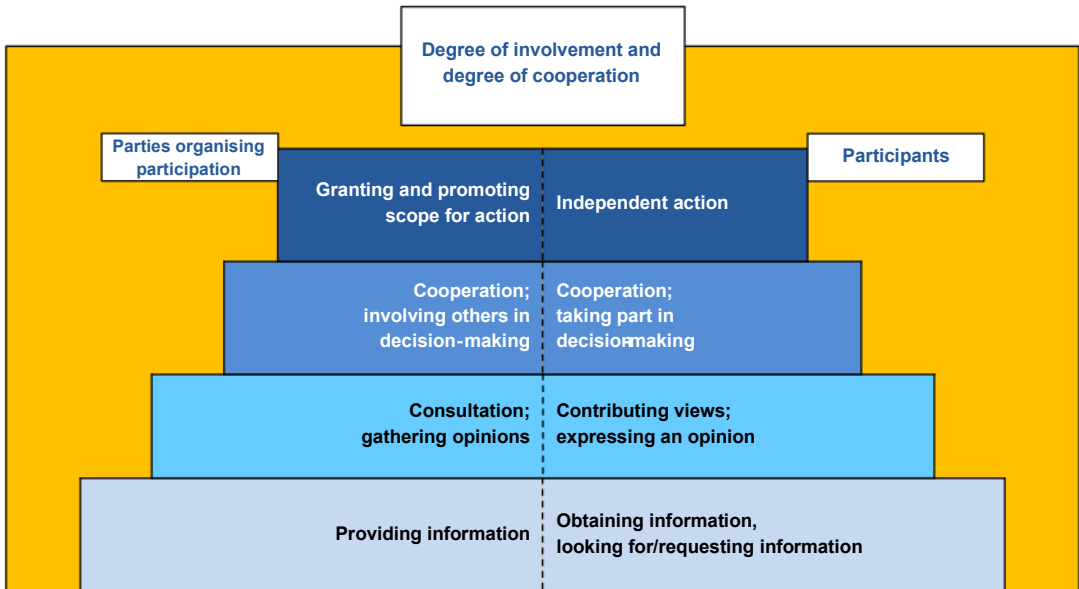 Degree of involvement and
degree of cooperation
Parties organising
participation
Participants
Granting and promoting
scope for action
Independent action
Cooperation;
involving others in
decision-making
Cooperation;
taking part in
decision-making
Consultation;
gathering opinions
Contributing views;
expressing an opinion
Providing information
Obtaining information,
looking for/requesting information